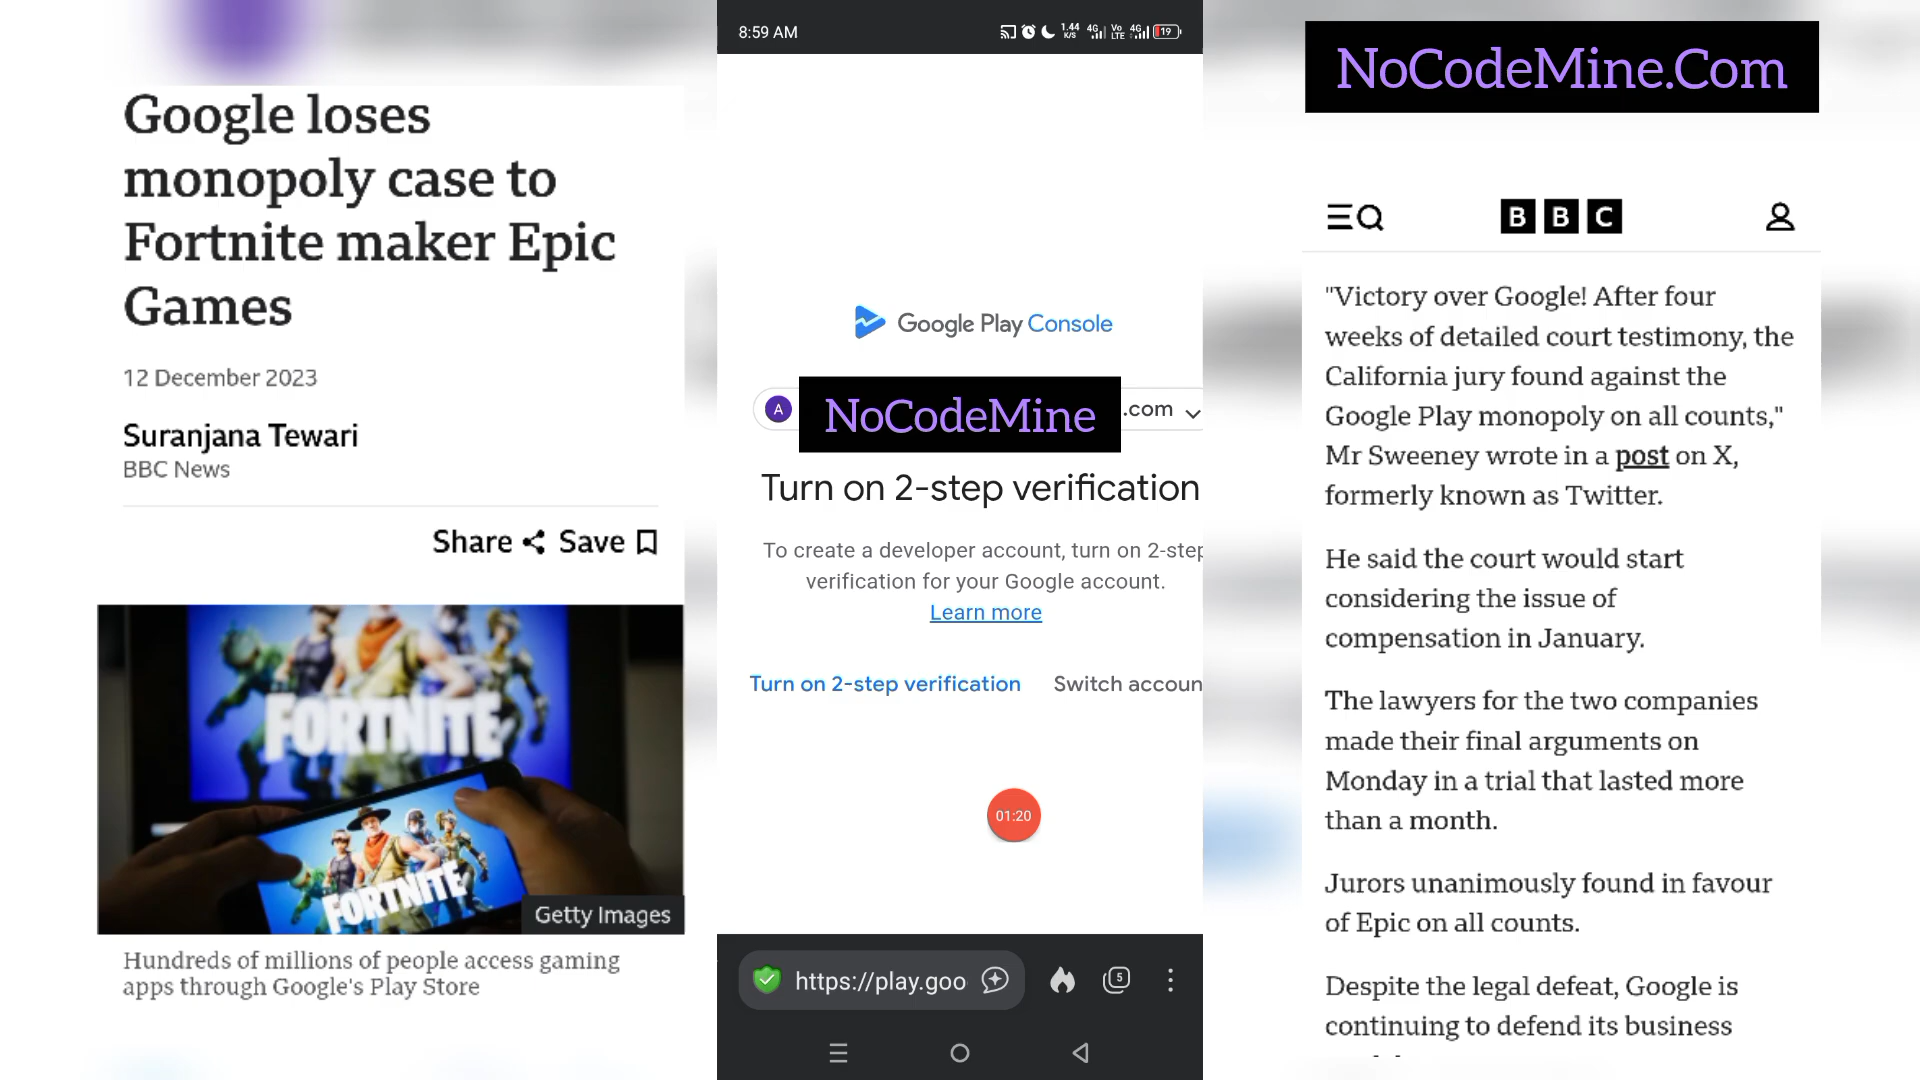 Google loses
monopoly case to
Fortnite maker Epic
Games
12 December 2023
Suranjana Tewari
BBC News
Share Save
FORTNITE
FORTNITE
Getty Images
Hundreds of millions of people access gaming
apps through Google's Play Store
8:59 AM
1.44 K/S 4G Vo LTE 4G 19
Google Play Console
A NoCodeMine .com
Turn on 2-step verification
To create a developer account, turn on 2-step
verification for your Google account.
Learn more
Turn on 2-step verification Switch accoun
01:20
https://play.goo 5
NoCodeMine.Com
BBC
"Victory over Google! After four
weeks of detailed court testimony, the
California jury found against the
Google Play monopoly on all counts,"
Mr Sweeney wrote in a post on X,
formerly known as Twitter.
He said the court would start
considering the issue of
compensation in January.
The lawyers for the two companies
made their final arguments on
Monday in a trial that lasted more
than a month.
Jurors unanimously found in favour
of Epic on all counts.
Despite the legal defeat, Google is
continuing to defend its business